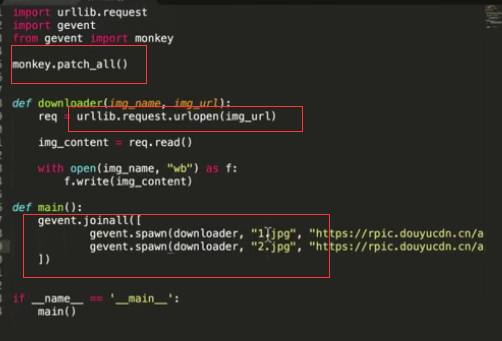 import urllib.request
import gevent
from gevent import monkey
monkey.patch_all()
def downloader(img_name, img_url):
req = urllib.request.urlopen(img_url)
img_content = req.read()
with open(img_name, "wb") as f:
f.write(img_content)
def main():
gevent.joinall([
gevent.spawn(downloader, "1.jpg", "https://rpic.douyucdn.cn/a
gevent.spawn(downloader, "2.jpg", "https://rpic.douyucdn.cn/a
])
if __name__ == '__main__':
main()